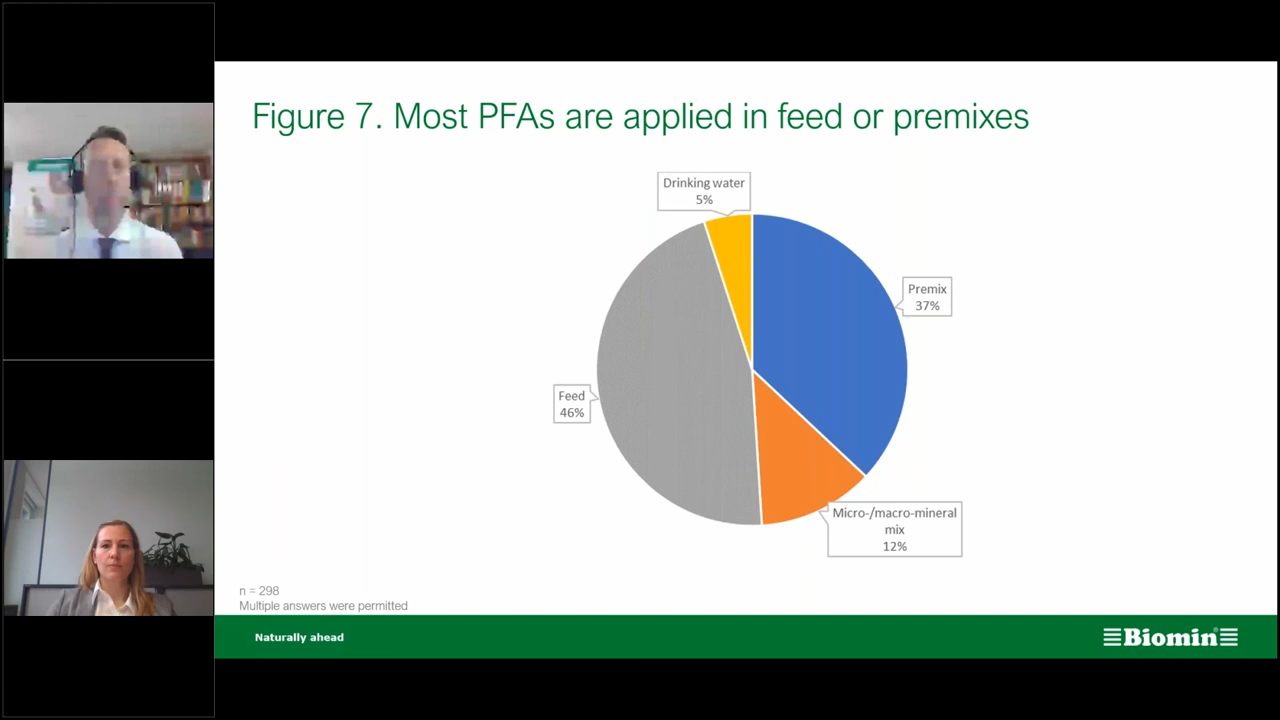 Figure 7. Most PFAs are applied in feed or premixes
Drinking water
5%
Premix
37%
Feed
46%
Micro-/macro-mineral
mix
12%
n = 298
Multiple answers were permitted
Naturally ahead
Biomin®